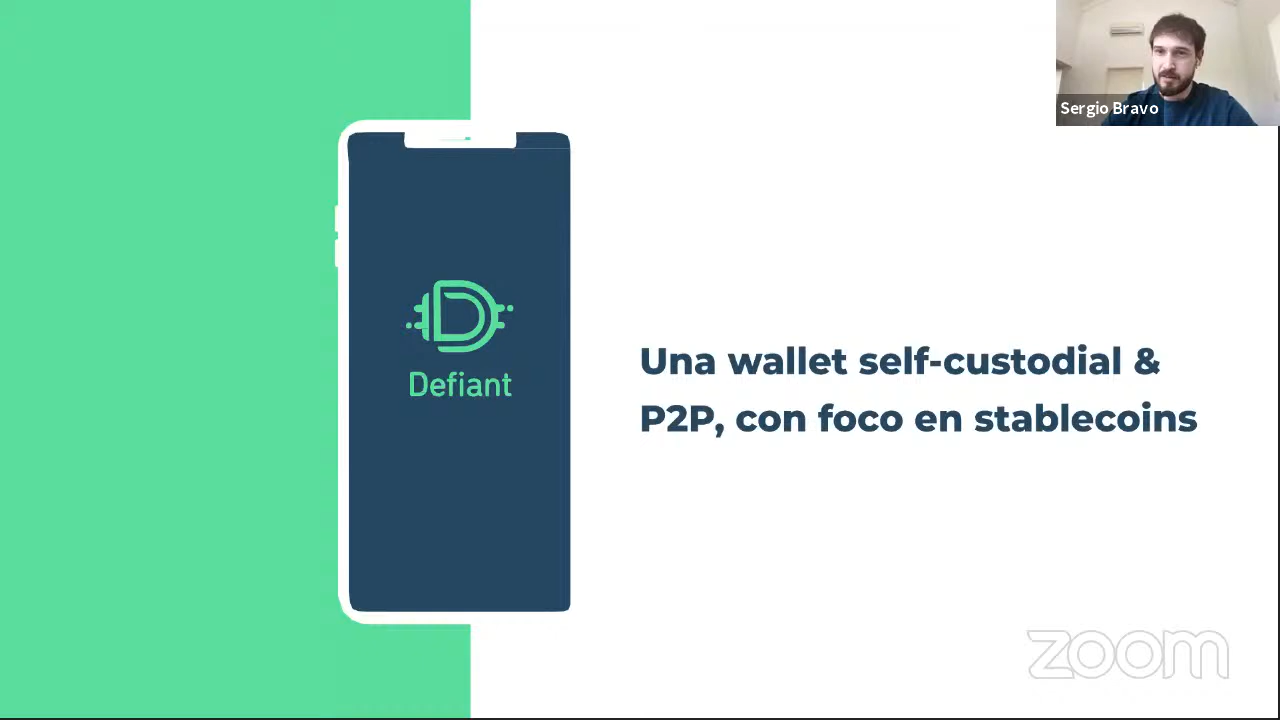 Sergio Bravo
Defiant
Una wallet self-custodial &
P2P, con foco en stablecoins
zoom